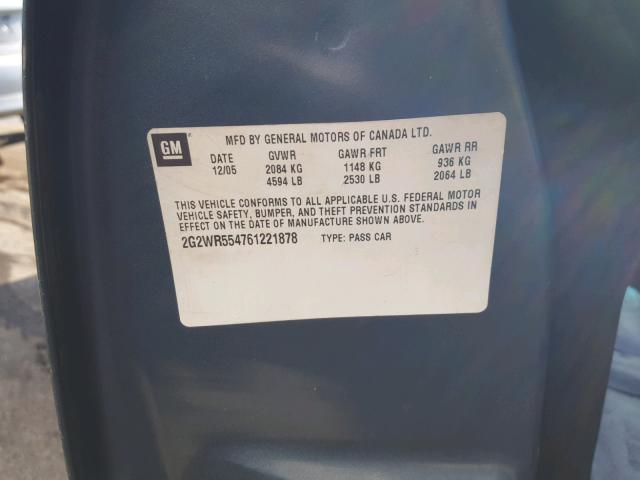 GM
MFD BY GENERAL MOTORS OF CANADA LTD.
DATE GVWR GAWR FRT GAWR RR
12/05 2084 KG 1148 KG 936 KG
4594 LB 2530 LB 2064 LB
THIS VEHICLE CONFORMS TO ALL APPLICABLE U.S. FEDERAL MOTOR
VEHICLE SAFETY, BUMPER, AND THEFT PREVENTION STANDARDS IN
EFFECT ON THE DATE OF MANUFACTURE SHOWN ABOVE.
2G2WR554761221878 TYPE: PASS CAR